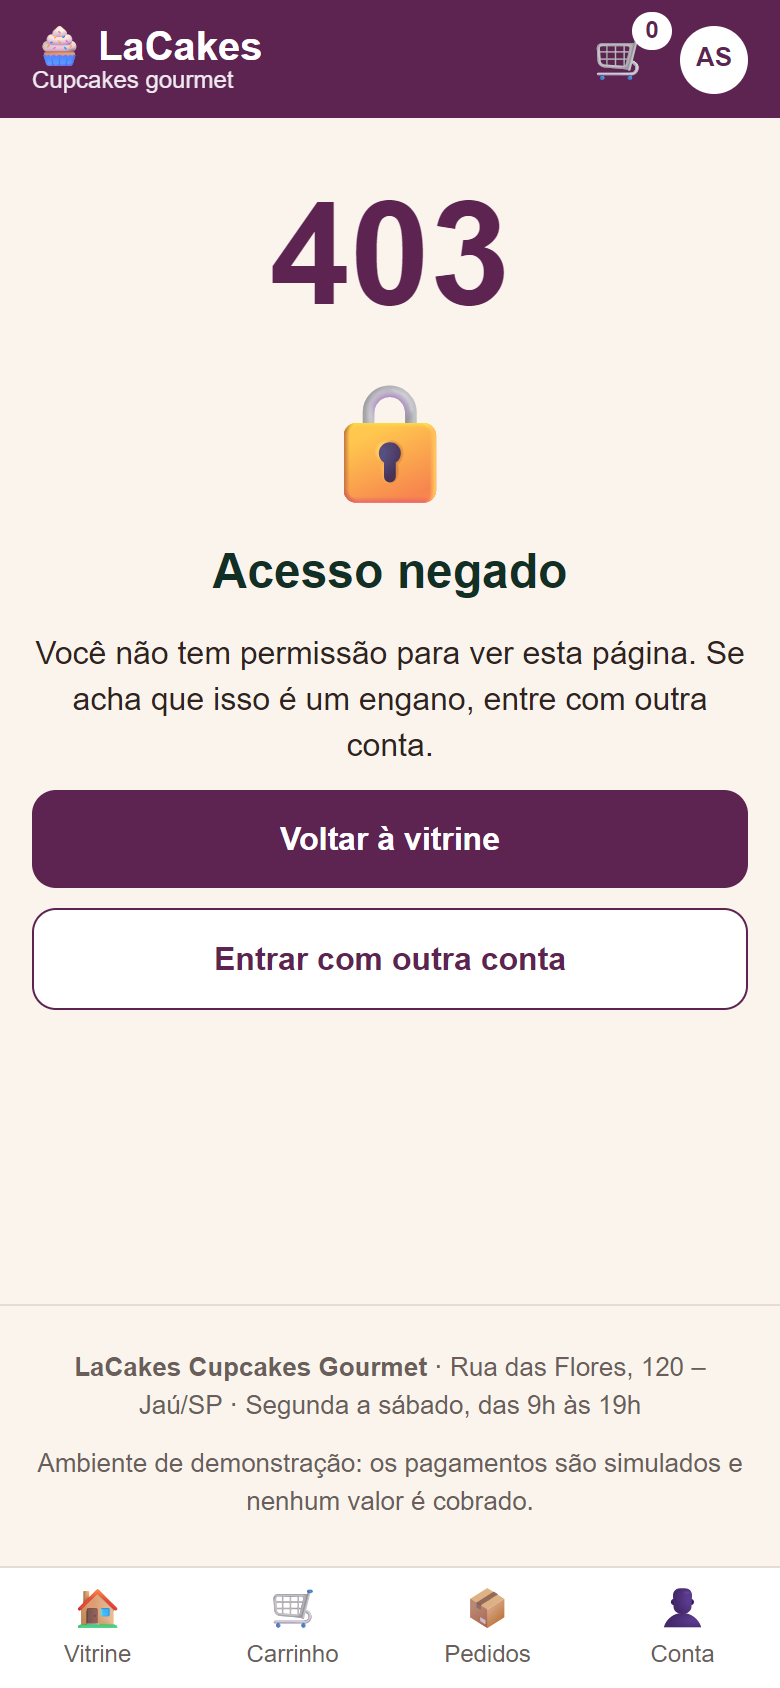 LaCakes
Cupcakes gourmet
0
AS
403
Acesso negado
Você não tem permissão para ver esta página. Se
acha que isso é um engano, entre com outra
conta.
Voltar à vitrine
Entrar com outra conta
LaCakes Cupcakes Gourmet · Rua das Flores, 120 –
Jaú/SP · Segunda a sábado, das 9h às 19h
Ambiente de demonstração: os pagamentos são simulados e
nenhum valor é cobrado.
Vitrine
Carrinho
Pedidos
Conta